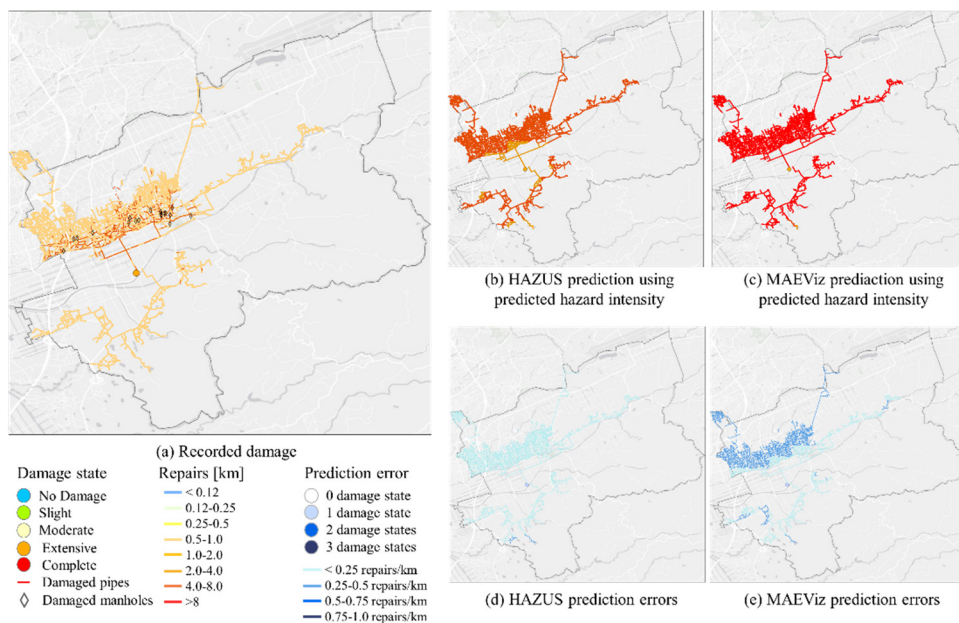 (b) HAZUS prediction using
predicted hazard intensity
(c) MAEViz prediaction using
predicted hazard intensity
(a) Recorded damage
Damage state
No Damage
Slight
Moderate
Extensive
Complete
Damaged pipes
Damaged manholes
Repairs [km]
< 0.12
0.12-0.25
0.25-0.5
0.5-1.0
1.0-2.0
2.0-4.0
4.0-8.0
>8
Prediction error
0 damage state
1 damage state
2 damage states
3 damage states
< 0.25 repairs/km
0.25-0.5 repairs/km
0.5-0.75 repairs/km
0.75-1.0 repairs/km
(d) HAZUS prediction errors
(e) MAEViz prediction errors